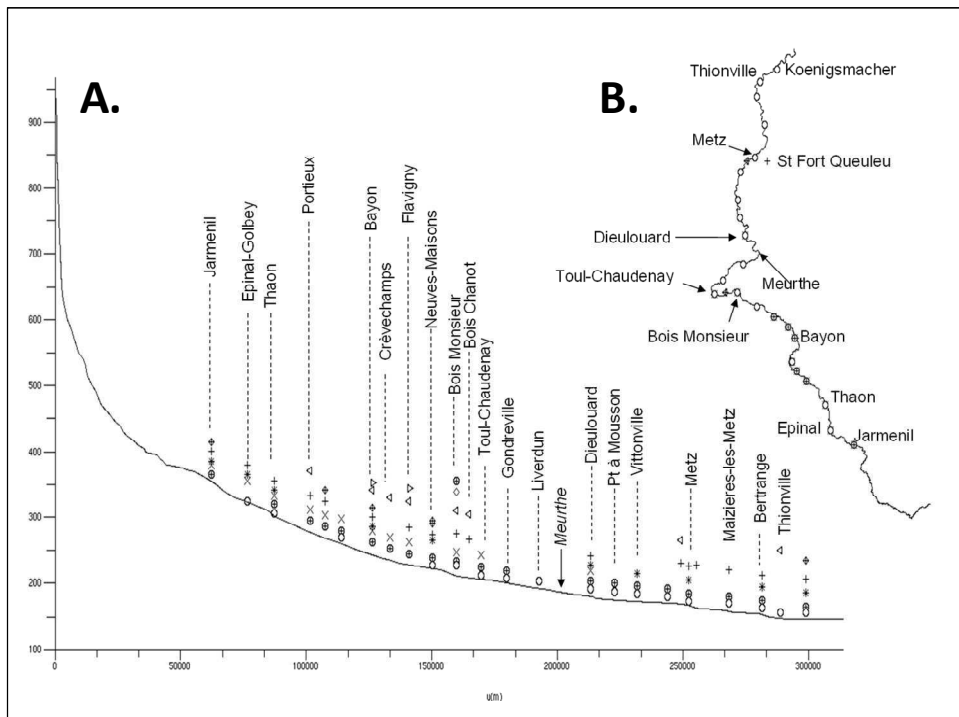 A.
B.
900
800
700
600
500
400
300
200
100
0
50000
100000
150000
200000
250000
300000
u(m)
Jarmenil
Epinal-Golbey
Thaon
Portieux
Bayon
Crèvechamps
Flavigny
Neuves-Maisons
Bois Monsieur
Bois Chanot
Toul-Chaudenay
Gondreville
Liverdun
Meurthe
Dieulouard
Pt à Mousson
Vittonville
Metz
Maizieres-les-Metz
Bertrange
Thionville
Thionville
Koenigsmacher
Metz
St Fort Queuleu
Dieulouard
Toul-Chaudenay
Meurthe
Bois Monsieur
Bayon
Thaon
Epinal
Jarmenil